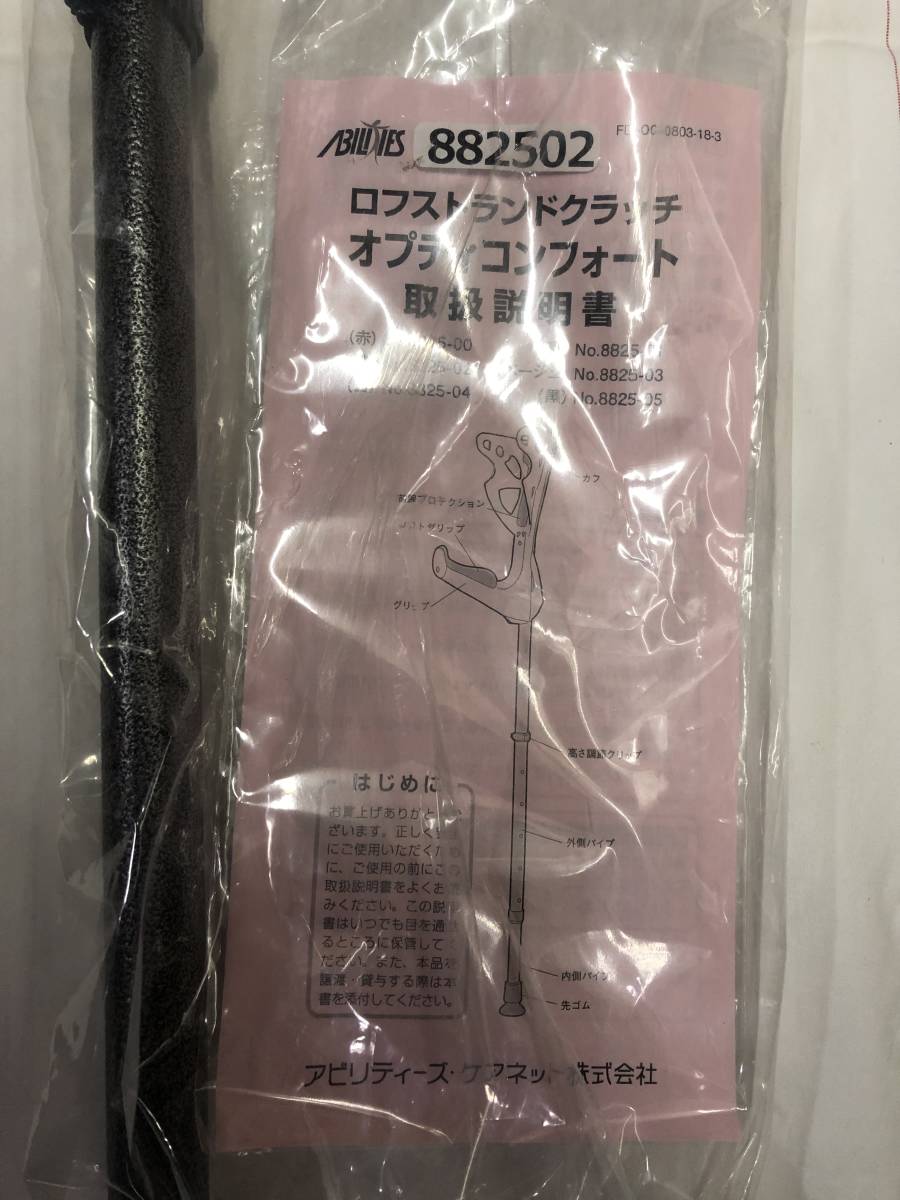 ABILITIES 882502
0803-18-3
ロフストランドクラッチ
オプティコンフォート
取扱説明書
(赤) -00 No.8825-01
No.8825-03
8825-04 (黒) No.8825-05
カフ
グリップ
高さ調節クリップ
外側パイプ
内側パイプ
先ゴム
はじめに
お買上げありがと
ざいます。正しく
にご使用いただくた
に、ご使用の前にこの
取扱説明書をよくお
みください。この説
書はいつでも目を通
るところに保管して
ださい。また、本品を
譲渡・貸与する際は本
書を添付してください。
アビリティーズ・ケアネット株式会社